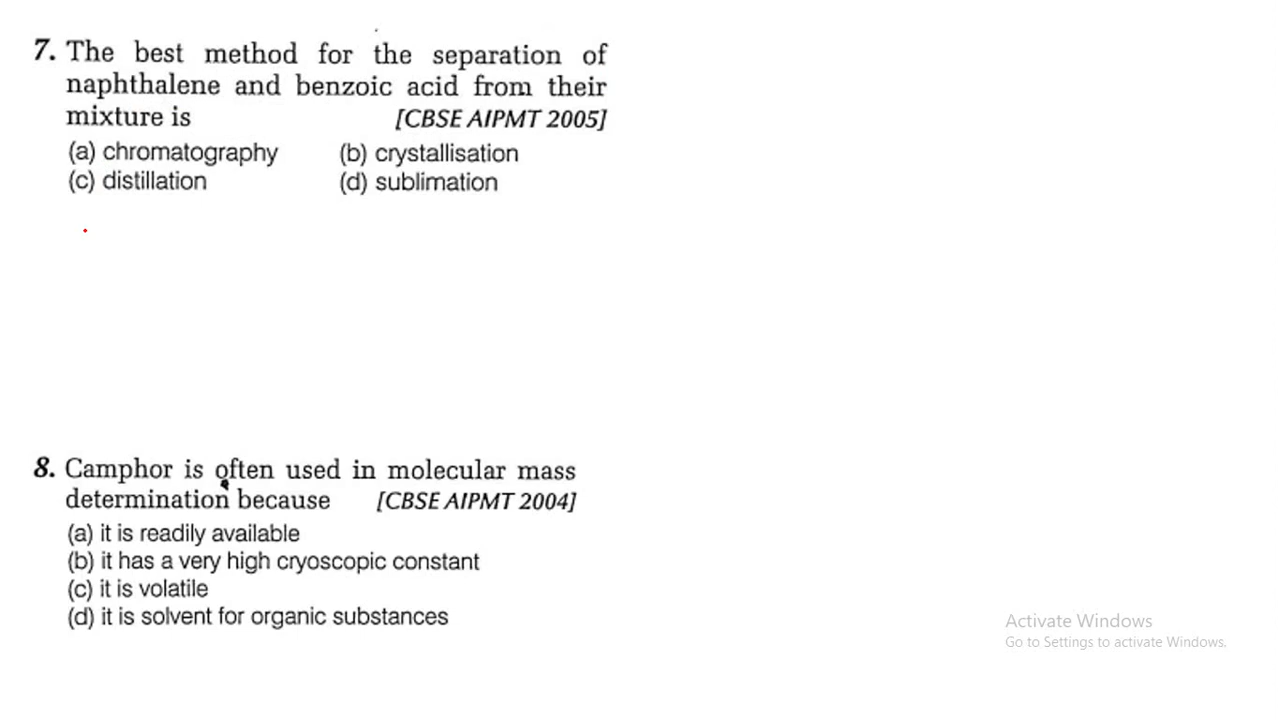 7. The best method for the separation of
naphthalene and benzoic acid from their
mixture is [CBSE AIPMT 2005]
(a) chromatography (b) crystallisation
(c) distillation (d) sublimation
8. Camphor is often used in molecular mass
determination because [CBSE AIPMT 2004]
(a) it is readily available
(b) it has a very high cryoscopic constant
(c) it is volatile
(d) it is solvent for organic substances
Activate Windows
Go to Settings to activate Windows.